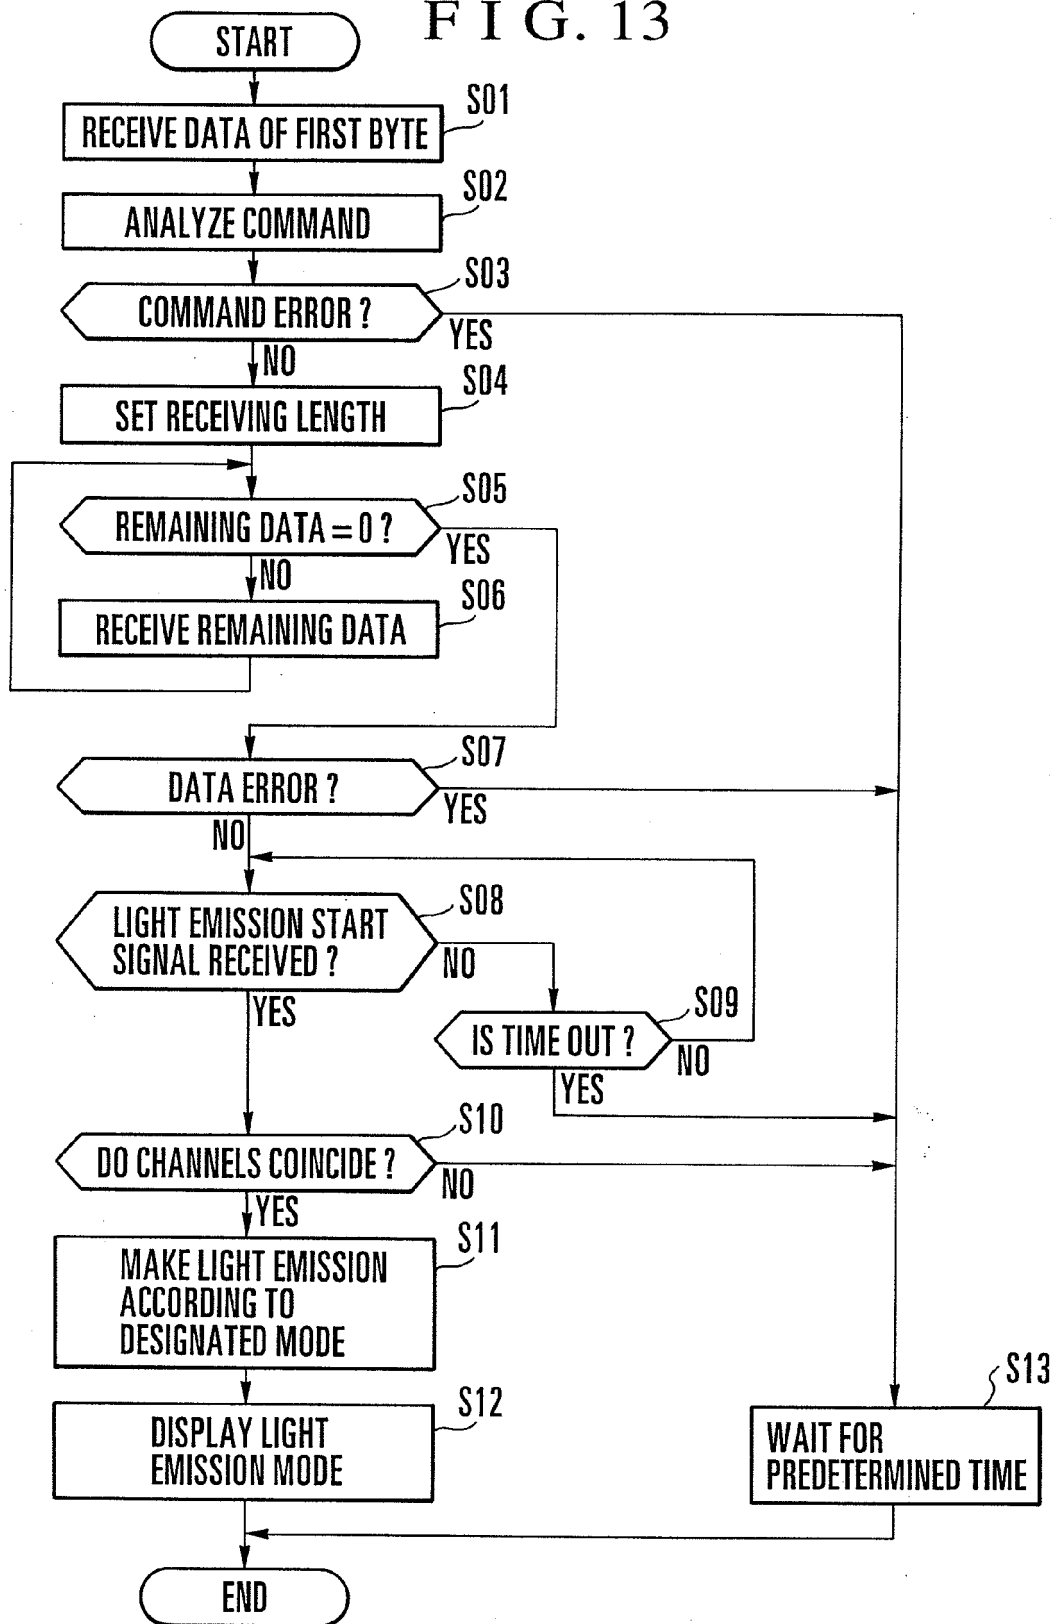 F I G. 13
START
S01
RECEIVE DATA OF FIRST BYTE
S02
ANALYZE COMMAND
S03
COMMAND ERROR ?
YES
NO
S04
SET RECEIVING LENGTH
S05
REMAINING DATA = 0 ?
YES
NO
S06
RECEIVE REMAINING DATA
S07
DATA ERROR ?
YES
NO
S08
LIGHT EMISSION START
SIGNAL RECEIVED ?
NO
YES
S09
IS TIME OUT ?
NO
YES
S10
DO CHANNELS COINCIDE ?
NO
YES
S11
MAKE LIGHT EMISSION
ACCORDING TO
DESIGNATED MODE
S12
DISPLAY LIGHT
EMISSION MODE
S13
WAIT FOR
PREDETERMINED TIME
END